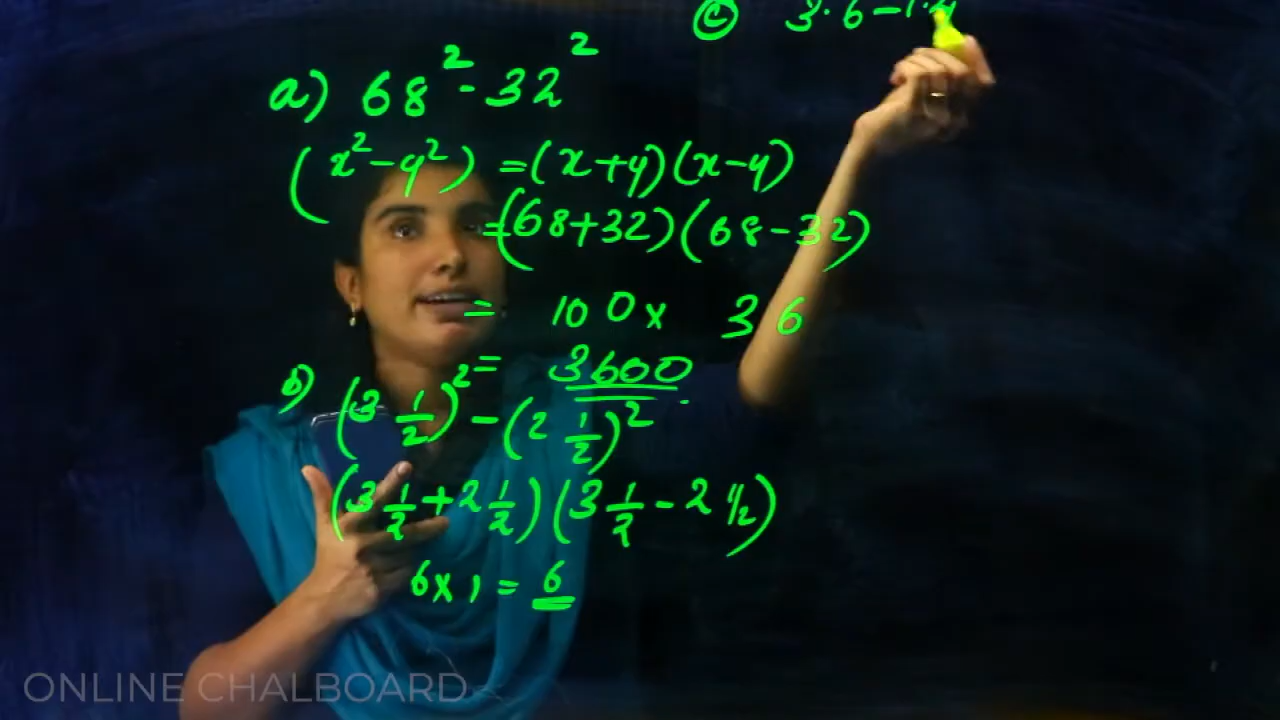 © 3.6-1.4
a) 68² - 32²
(x²-y²) =(x+y)(x-y)
=(68+32)(68-32)
= 100 x 36
= 3600
b) (3 1/2)² - (2 1/2)²
(3 1/2 + 2 1/2)(3 1/2 - 2 1/2)
6 x 1 = 6
ONLINE CHALBOARD